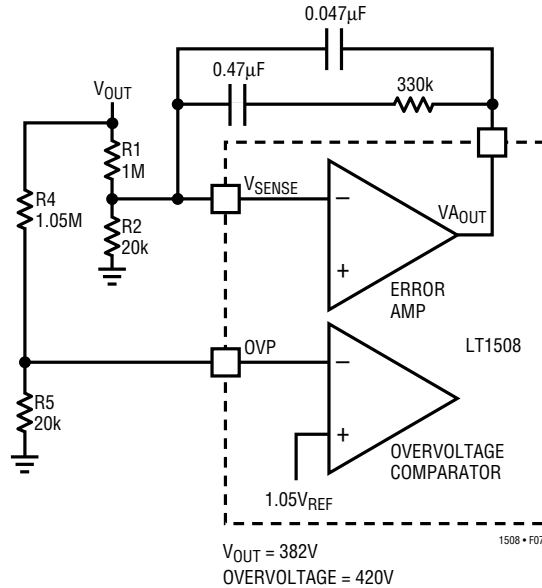 0.047µF
0.47µF
330k
VOUT
R1
1M
R4
1.05M
R2
20k
VSENSE
−
+
VAOUT
ERROR
AMP
LT1508
OVP
−
+
R5
20k
OVERVOLTAGE
COMPARATOR
1.05VREF
1508 • F07
VOUT = 382V
OVERVOLTAGE = 420V